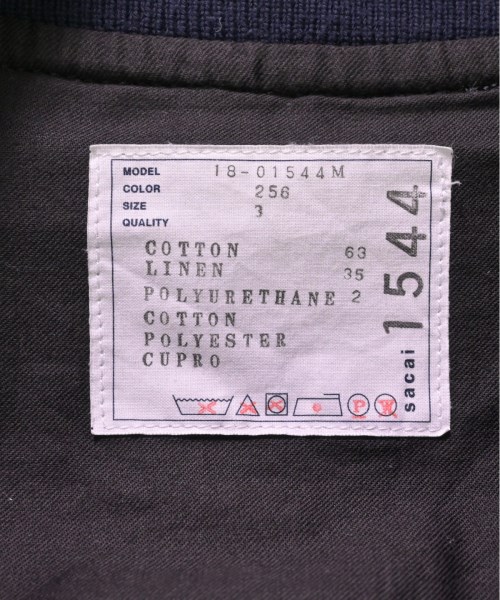 MODEL 18-01544M
COLOR 256
SIZE 3
QUALITY
COTTON 63
LINEN 35
POLYURETHANE 2
COTTON
POLYESTER
CUPRO
P W
sacai 1544